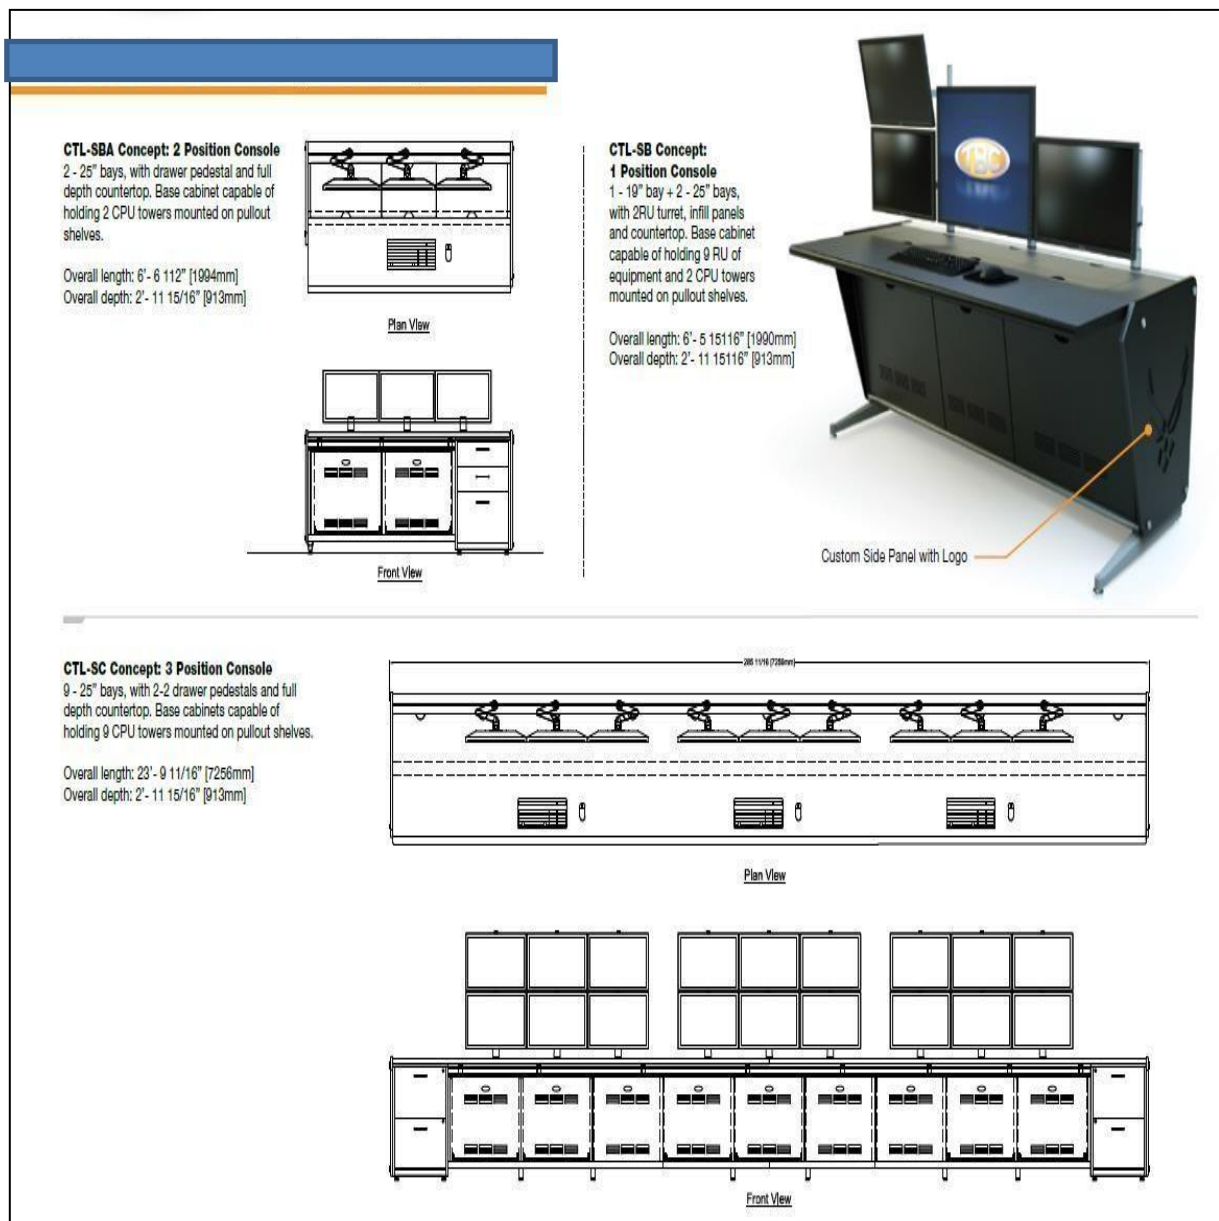 CTL-SBA Concept: 2 Position Console
2 - 25” bays, with drawer pedestal and full
depth countertop. Base cabinet capable of
holding 2 CPU towers mounted on pullout
shelves.
Overall length: 6’- 6 112” [1994mm]
Overall depth: 2’- 11 15/16” [913mm]
Plan View
Front View
CTL-SB Concept:
1 Position Console
1 - 19” bay + 2 - 25” bays,
with 2RU turret, infill panels
and countertop. Base cabinet
capable of holding 9 RU of
equipment and 2 CPU towers
mounted on pullout shelves.
Overall length: 6’- 5 15116” [1990mm]
Overall depth: 2’- 11 15116” [913mm]
TBC
Custom Side Panel with Logo
CTL-SC Concept: 3 Position Console
9 - 25” bays, with 2-2 drawer pedestals and full
depth countertop. Base cabinets capable of
holding 9 CPU towers mounted on pullout shelves.
Overall length: 23’- 9 11/16” [7256mm]
Overall depth: 2’- 11 15/16” [913mm]
285 11/16 [7256mm]
Plan View
Front View